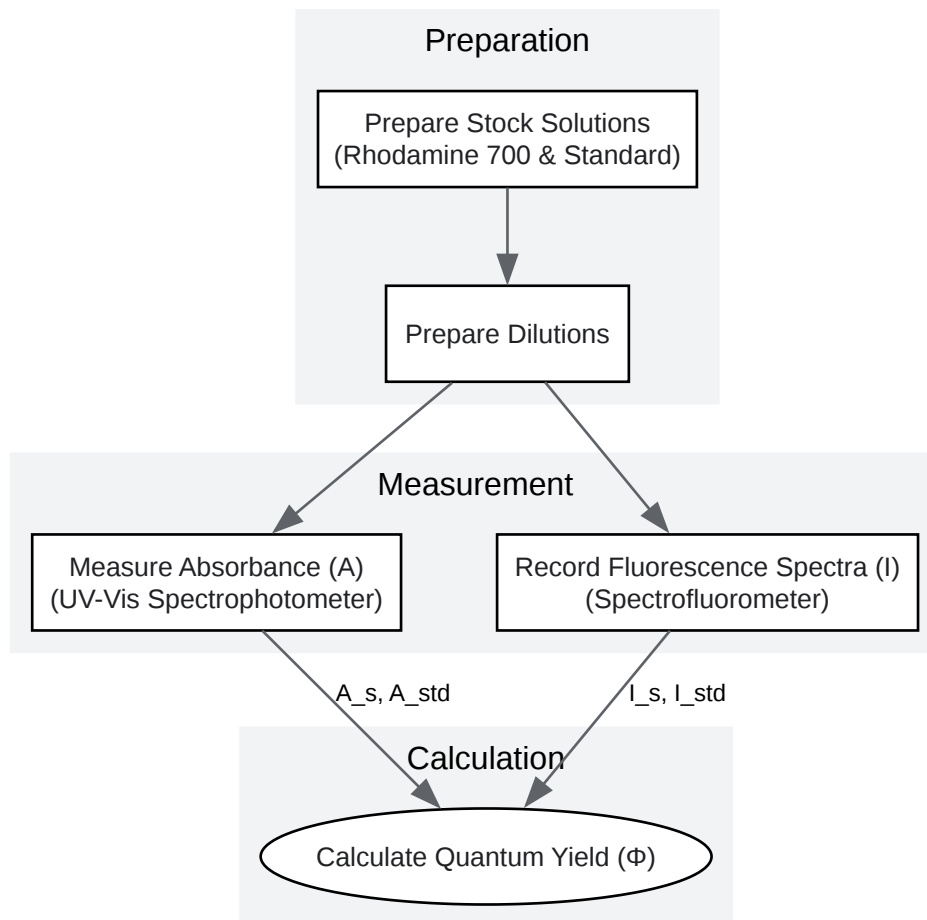 Preparation
Prepare Stock Solutions
(Rhodamine 700 & Standard)
Prepare Dilutions
Measurement
Measure Absorbance (A)
(UV-Vis Spectrophotometer)
Record Fluorescence Spectra (I)
(Spectrofluorometer)
A_s, A_std
I_s, I_std
Calculation
Calculate Quantum Yield (Φ)